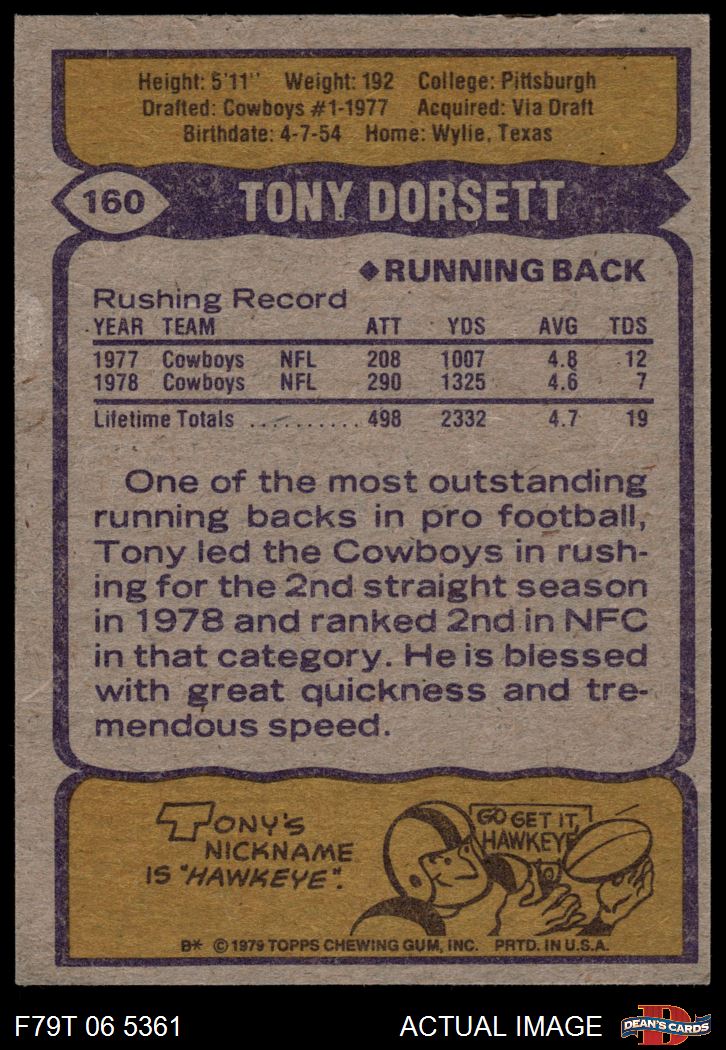 Height: 5'11" Weight: 192 College: Pittsburgh
Drafted: Cowboys #1-1977 Acquired: Via Draft
Birthdate: 4-7-54 Home: Wylie, Texas
160 TONY DORSETT
◆RUNNING BACK
Rushing Record
YEAR TEAM ATT YDS AVG TDS
1977 Cowboys NFL 208 1007 4.8 12
1978 Cowboys NFL 290 1325 4.6 7
Lifetime Totals .......... 498 2332 4.7 19
One of the most outstanding
running backs in pro football,
Tony led the Cowboys in rush-
ing for the 2nd straight season
in 1978 and ranked 2nd in NFC
in that category. He is blessed
with great quickness and tre-
mendous speed.
TONY'S
NICKNAME
IS "HAWKEYE".
GO GET IT,
HAWKEYE
B* © 1979 TOPPS CHEWING GUM, INC. PRTD. IN U.S.A.
F79T 06 5361 ACTUAL IMAGE
D
DEAN'S CARDS